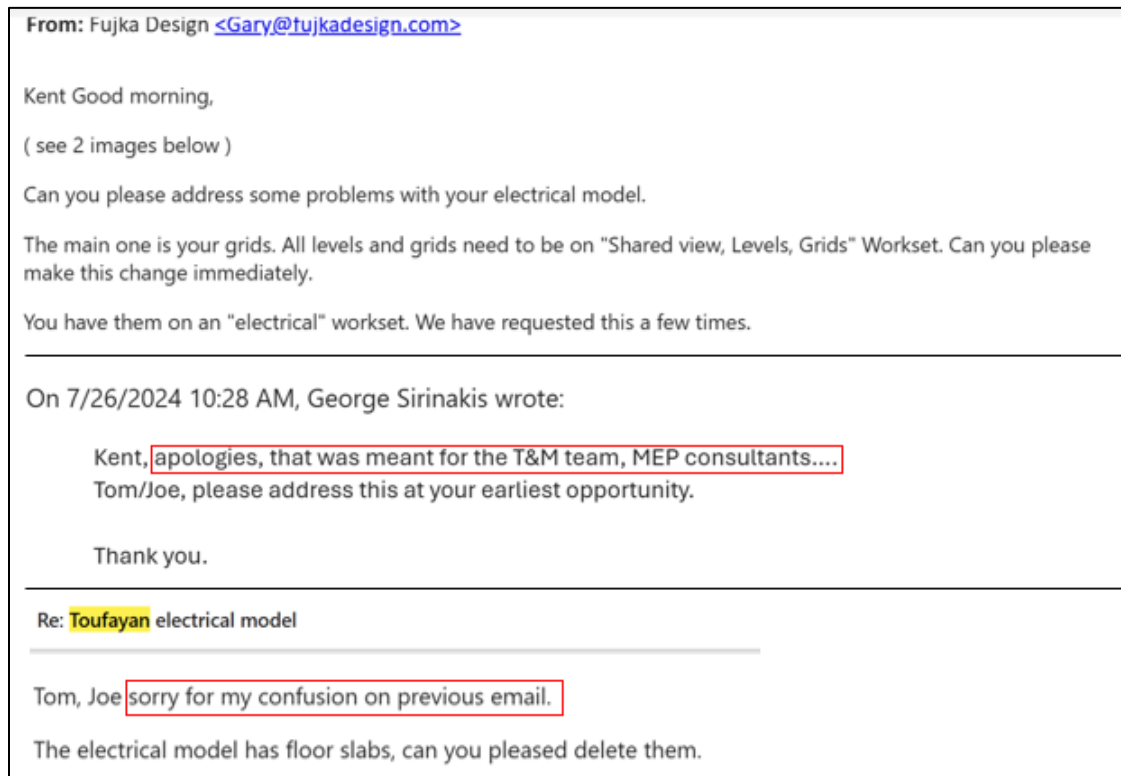 From: Fujka Design <Gary@fujkadesign.com>
Kent Good morning,
( see 2 images below )
Can you please address some problems with your electrical model.
The main one is your grids. All levels and grids need to be on "Shared view, Levels, Grids" Workset. Can you please
make this change immediately.
You have them on an "electrical" workset. We have requested this a few times.
On 7/26/2024 10:28 AM, George Sirinakis wrote:
Kent, apologies, that was meant for the T&M team, MEP consultants....
Tom/Joe, please address this at your earliest opportunity.
Thank you.
Re: Toufayan electrical model
Tom, Joe sorry for my confusion on previous email.
The electrical model has floor slabs, can you pleased delete them.